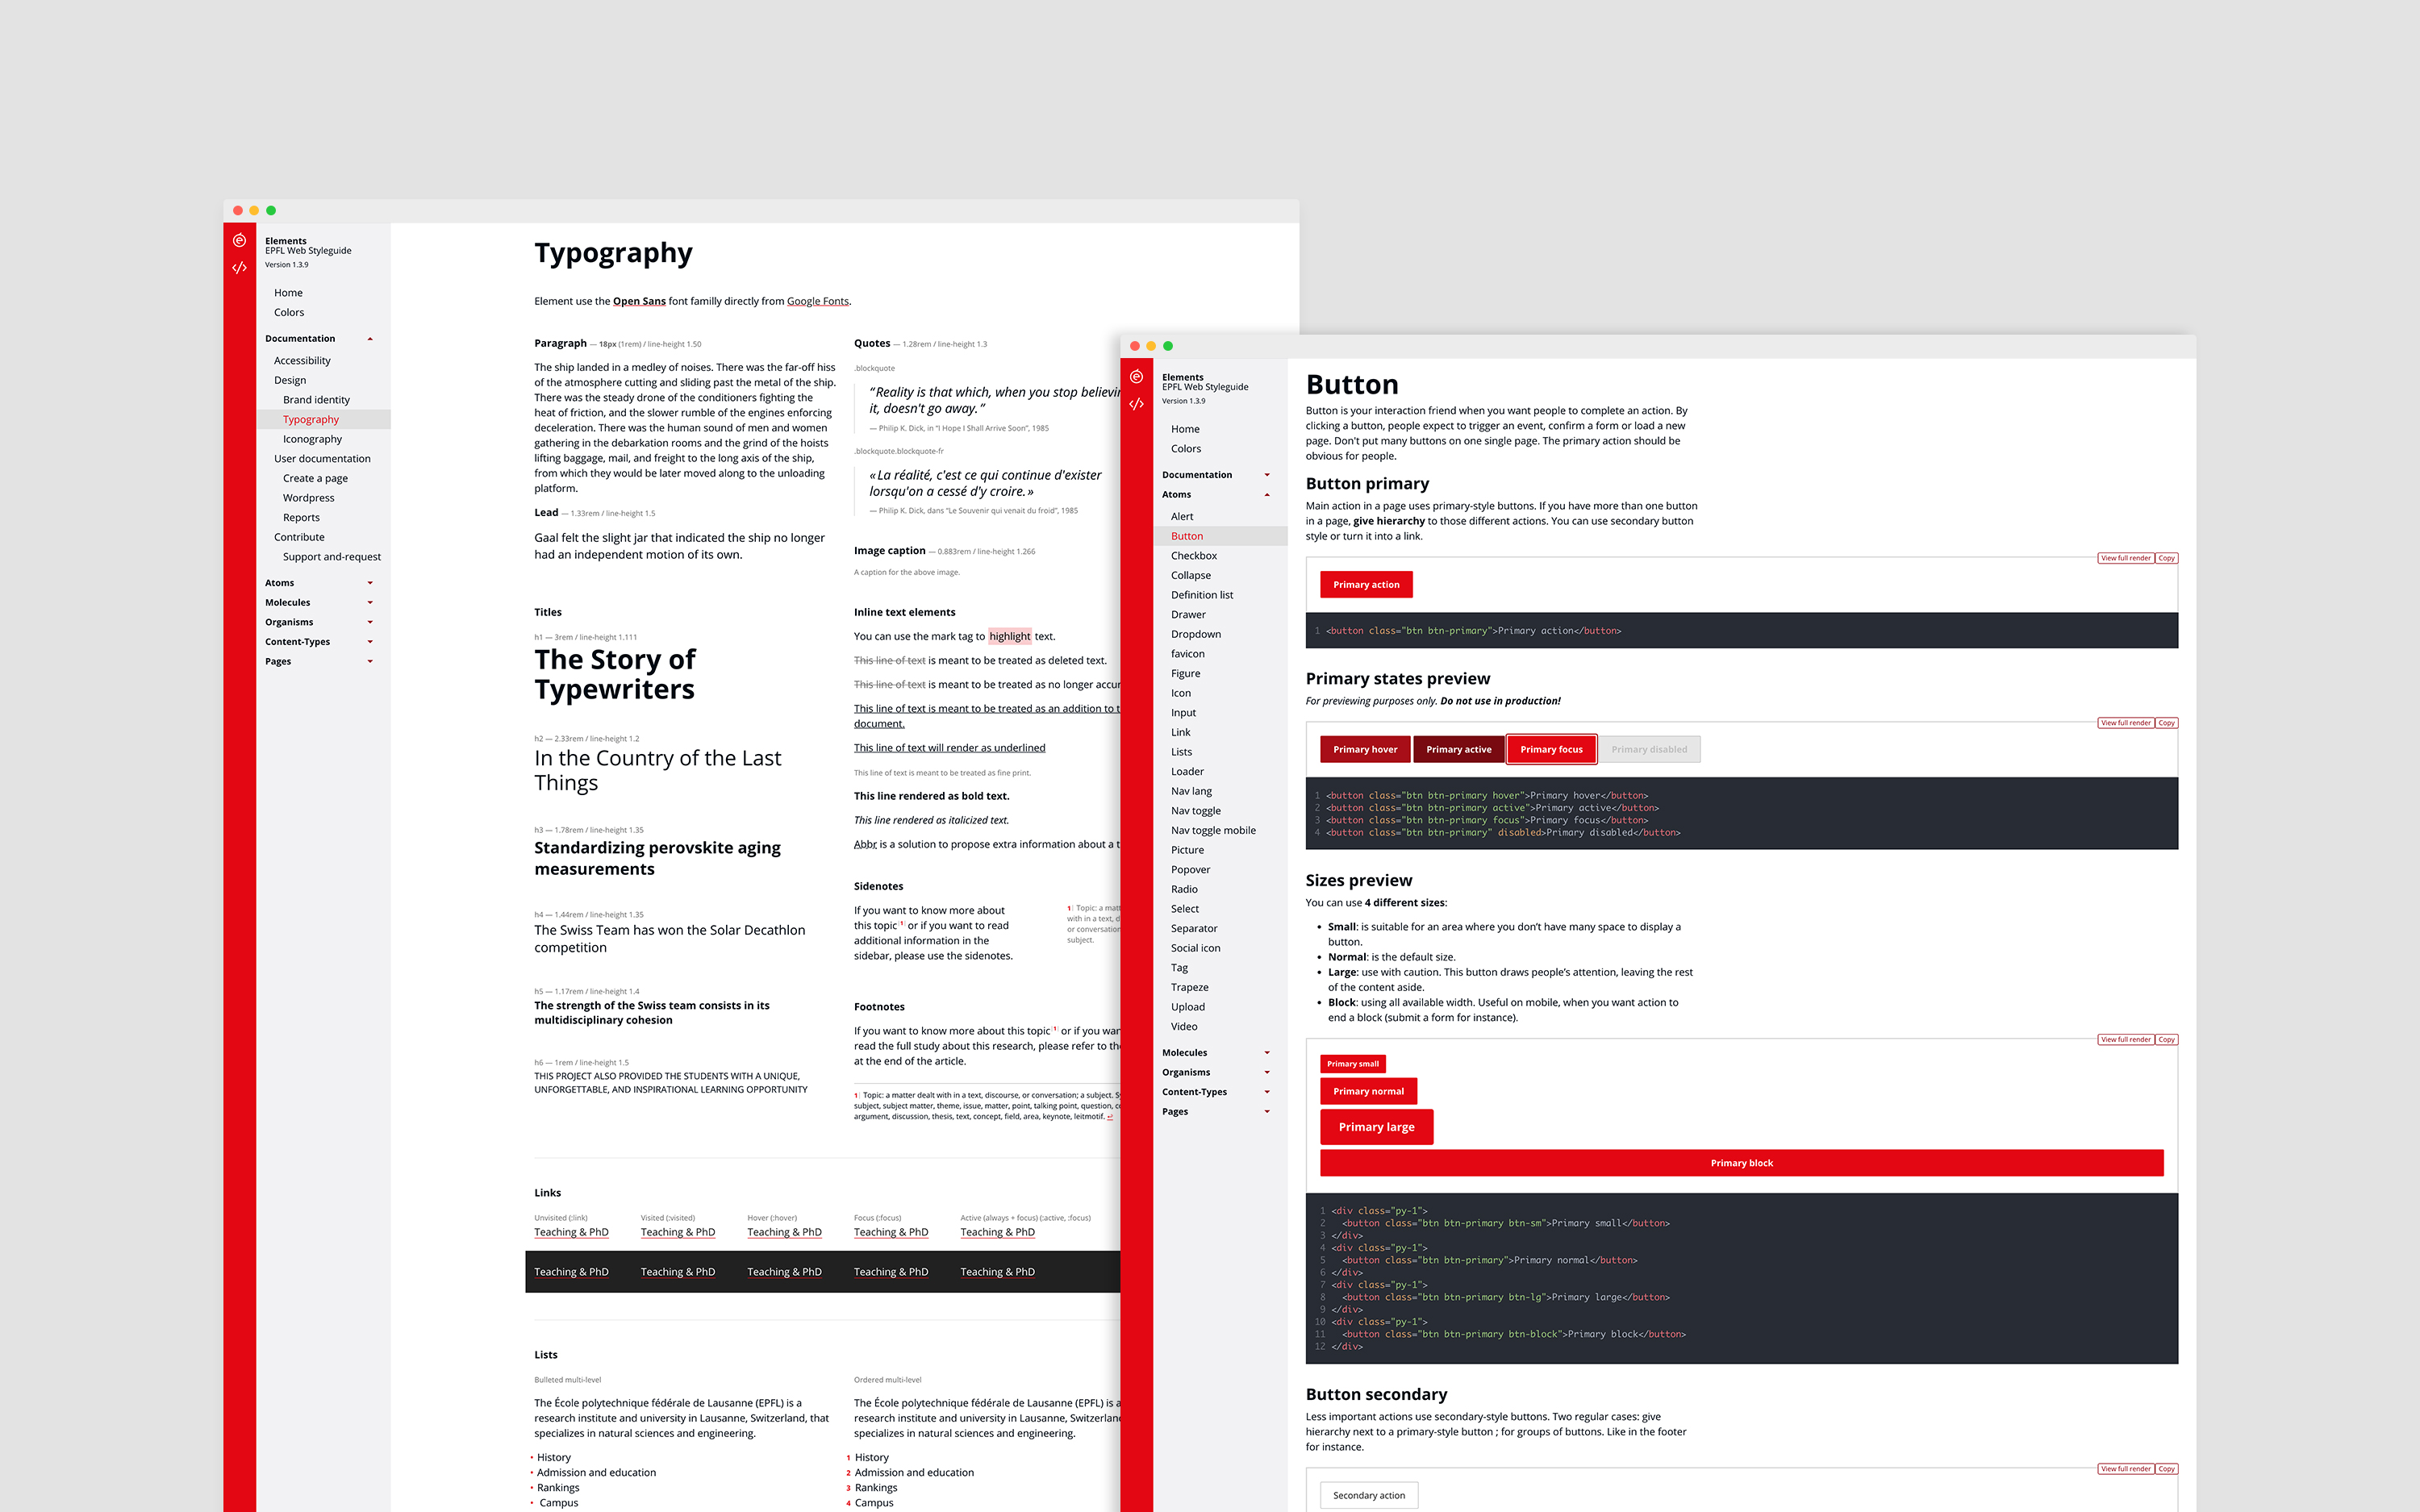 Elements
EPFL Web Styleguide
Version 1.3.9
Home
Colors
Documentation
Accessibility
Design
Brand identity
Typography
Iconography
User documentation
Create a page
Wordpress
Reports
Contribute
Support and-request
Atoms
Molecules
Organisms
Content-Types
Pages
Typography
Element use the Open Sans font familly directly from Google Fonts.
Paragraph — 18px (1rem) / line-height 1.50
The ship landed in a medley of noises. There was the far-off hiss
of the atmosphere cutting and sliding past the metal of the ship.
There was the steady drone of the conditioners fighting the
heat of friction, and the slower rumble of the engines enforcing
deceleration. There was the human sound of men and women
gathering in the debarkation rooms and the grind of the hoists
lifting baggage, mail, and freight to the long axis of the ship,
from which they would be later moved along to the unloading
platform.
Lead — 1.33rem / line-height 1.5
Gaal felt the slight jar that indicated the ship no longer
had an independent motion of its own.
Quotes — 1.28rem / line-height 1.3
.blockquote
“Reality is that which, when you stop believin
it, doesn't go away.”
— Philip K. Dick, in “I Hope I Shall Arrive Soon”, 1985
.blockquote.blockquote-fr
«La réalité, c'est ce qui continue d'exister
lorsqu'on a cessé d'y croire.»
— Philip K. Dick, dans “Le Souvenir qui venait du froid”, 1985
Image caption — 0.883rem / line-height 1.266
A caption for the above image.
Titles
h1 — 3rem / line-height 1.111
The Story of
Typewriters
h2 — 2.33rem / line-height 1.2
In the Country of the Last
Things
h3 — 1.78rem / line-height 1.35
Standardizing perovskite aging
measurements
h4 — 1.44rem / line-height 1.35
The Swiss Team has won the Solar Decathlon
competition
h5 — 1.17rem / line-height 1.4
The strength of the Swiss team consists in its
multidisciplinary cohesion
h6 — 1rem / line-height 1.5
THIS PROJECT ALSO PROVIDED THE STUDENTS WITH A UNIQUE,
UNFORGETTABLE, AND INSPIRATIONAL LEARNING OPPORTUNITY
Inline text elements
You can use the mark tag to highlight text.
This line of text is meant to be treated as deleted text.
This line of text is meant to be treated as no longer accur
This line of text is meant to be treated as an addition to t
document.
This line of text will render as underlined
This line of text is meant to be treated as fine print.
This line rendered as bold text.
This line rendered as italicized text.
Abbr is a solution to propose extra information about a t
Sidenotes
If you want to know more about
this topic 1 or if you want to read
additional information in the
sidebar, please use the sidenotes.
1 Topic: a matt
with in a text, d
or conversation
subject.
Footnotes
If you want to know more about this topic 1 or if you wan
read the full study about this research, please refer to th
at the end of the article.
1 Topic: a matter dealt with in a text, discourse, or conversation; a subject. S
subject, subject matter, theme, issue, matter, point, talking point, question, c
argument, discussion, thesis, text, concept, field, area, keynote, leitmotif. ↩
Links
Unvisited (:link) Visited (:visited) Hover (:hover) Focus (:focus) Active (always + focus) (:active, :focus)
Teaching & PhD Teaching & PhD Teaching & PhD Teaching & PhD Teaching & PhD
Teaching & PhD Teaching & PhD Teaching & PhD Teaching & PhD Teaching & PhD
Lists
Bulleted multi-level
The École polytechnique fédérale de Lausanne (EPFL) is a
research institute and university in Lausanne, Switzerland, that
specializes in natural sciences and engineering.
• History
• Admission and education
• Rankings
• Campus
Ordered multi-level
The École polytechnique fédérale de Lausanne (EPFL) is a
research institute and university in Lausanne, Switzerlan
specializes in natural sciences and engineering.
1 History
2 Admission and education
3 Rankings
4 Campus
Elements
EPFL Web Styleguide
Version 1.3.9
Home
Colors
Documentation
Atoms
Alert
Button
Checkbox
Collapse
Definition list
Drawer
Dropdown
favicon
Figure
Icon
Input
Link
Lists
Loader
Nav lang
Nav toggle
Nav toggle mobile
Picture
Popover
Radio
Select
Separator
Social icon
Tag
Trapeze
Upload
Video
Molecules
Organisms
Content-Types
Pages
Button
Button is your interaction friend when you want people to complete an action. By
clicking a button, people expect to trigger an event, confirm a form or load a new
page. Don't put many buttons on one single page. The primary action should be
obvious for people.
Button primary
Main action in a page uses primary-style buttons. If you have more than one button
in a page, give hierarchy to those different actions. You can use secondary button
style or turn it into a link.
View full render Copy
Primary action
1 <button class="btn btn-primary">Primary action</button>
Primary states preview
For previewing purposes only. Do not use in production!
View full render Copy
Primary hover Primary active Primary focus Primary disabled
1 <button class="btn btn-primary hover">Primary hover</button>
2 <button class="btn btn-primary active">Primary active</button>
3 <button class="btn btn-primary focus">Primary focus</button>
4 <button class="btn btn-primary" disabled>Primary disabled</button>
Sizes preview
You can use 4 different sizes:
• Small: is suitable for an area where you don’t have many space to display a
button.
• Normal: is the default size.
• Large: use with caution. This button draws people’s attention, leaving the rest
of the content aside.
• Block: using all available width. Useful on mobile, when you want action to
end a block (submit a form for instance).
View full render Copy
Primary small
Primary normal
Primary large
Primary block
1 <div class="py-1">
2 <button class="btn btn-primary btn-sm">Primary small</button>
3 </div>
4 <div class="py-1">
5 <button class="btn btn-primary">Primary normal</button>
6 </div>
7 <div class="py-1">
8 <button class="btn btn-primary btn-lg">Primary large</button>
9 </div>
10 <div class="py-1">
11 <button class="btn btn-primary btn-block">Primary block</button>
12 </div>
Button secondary
Less important actions use secondary-style buttons. Two regular cases: give
hierarchy next to a primary-style button ; for groups of buttons. Like in the footer
for instance.
View full render Copy
Secondary action